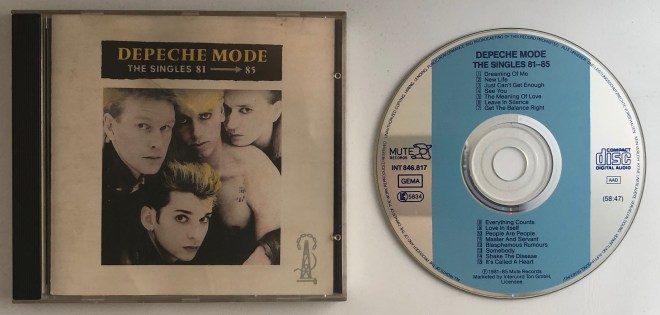 DEPECHE MODE
THE SINGLES 81 → 85
DEPECHE MODE
THE SINGLES 81-85
Dreaming Of Me
New Life
Just Can't Get Enough
See You
The Meaning Of Love
Leave In Silence
Get The Balance Right
MUTE
RECORDS
INT 846.817
GEMA
5834
COMPACT
disc
DIGITAL AUDIO
AAD
(58:47)
Everything Counts
Love In Itself
People Are People
Master And Servant
Blasphemous Rumours
Somebody
Shake The Disease
It's Called A Heart
1981-85 Mute Records
Marketed by Intercord Ton GmbH,
Licensees